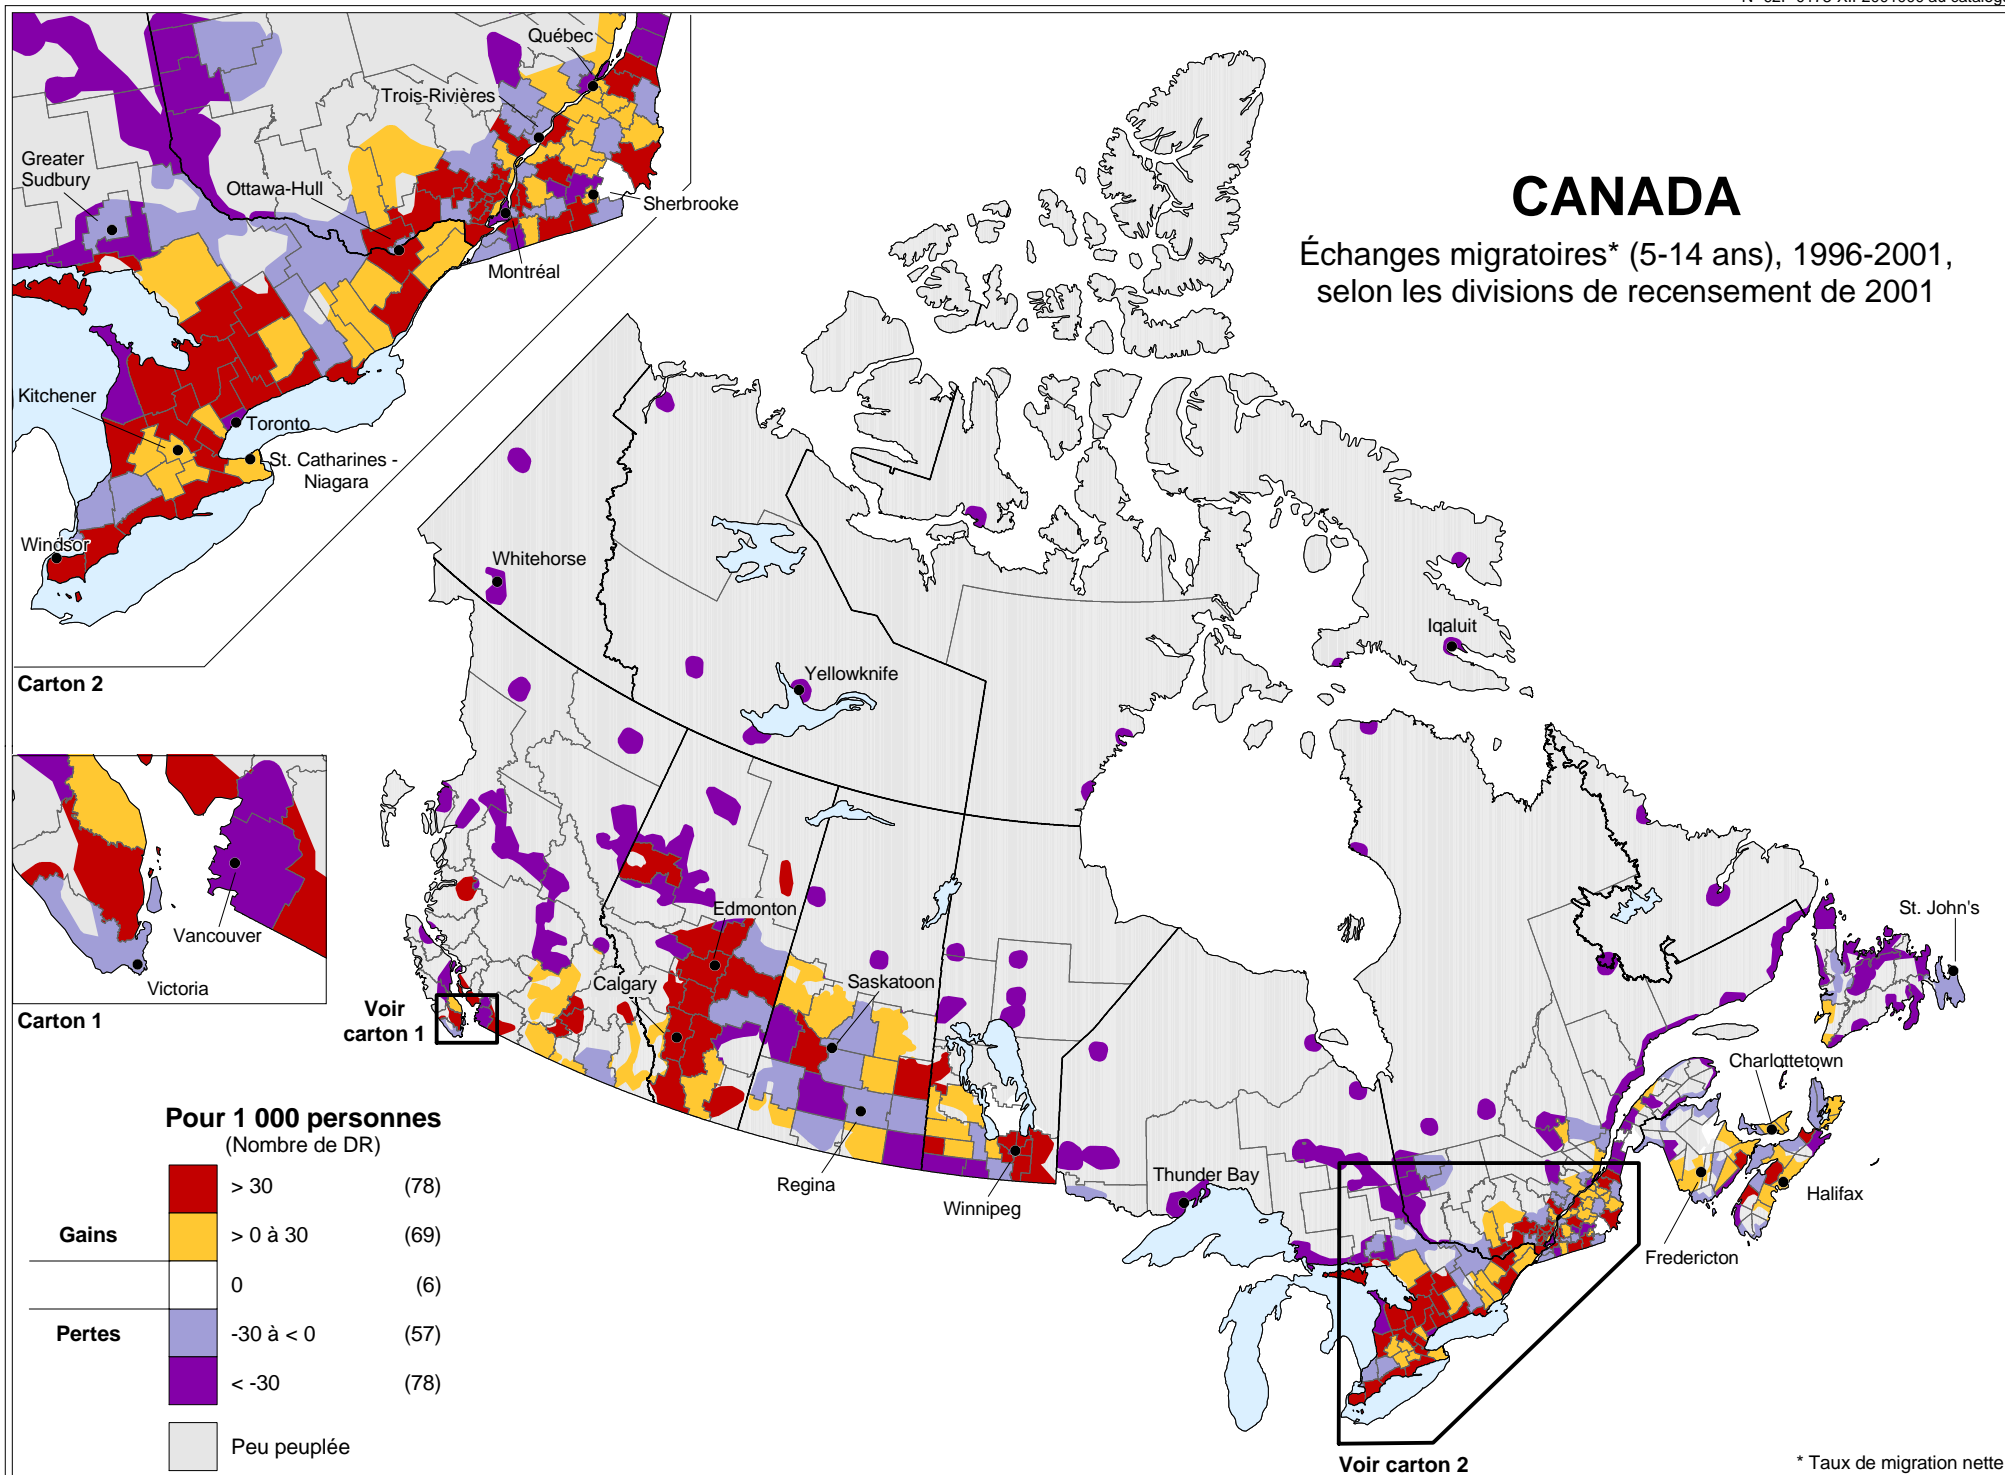 CANADA
Échanges migratoires* (5-14 ans), 1996-2001,
selon les divisions de recensement de 2001
Québec
Trois-Rivières
Greater
Sudbury
Ottawa-Hull
Sherbrooke
Montréal
Kitchener
Toronto
St. Catharines -
Niagara
Windsor
Carton 2
Vancouver
Victoria
Carton 1
Whitehorse
Yellowknife
Iqaluit
Edmonton
Calgary
Saskatoon
Voir
carton 1
St. John's
Charlottetown
Thunder Bay
Regina
Winnipeg
Halifax
Fredericton
Pour 1 000 personnes
(Nombre de DR)
> 30 (78)
Gains > 0 à 30 (69)
0 (6)
Pertes -30 à < 0 (57)
< -30 (78)
Peu peuplée
Voir carton 2
* Taux de migration nette